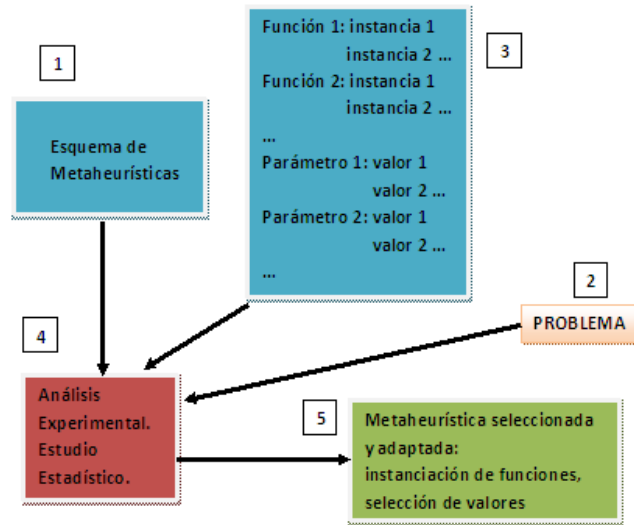 1
Esquema de
Metaheurísticas
Función 1: instancia 1
instancia 2 ...
Función 2: instancia 1
instancia 2 ...
...
Parámetro 1: valor 1
valor 2 ...
Parámetro 2: valor 1
valor 2 ...
...
3
2
PROBLEMA
4
Análisis
Experimental.
Estudio
Estadístico.
5
Metaheurística seleccionada
y adaptada:
instanciación de funciones,
selección de valores